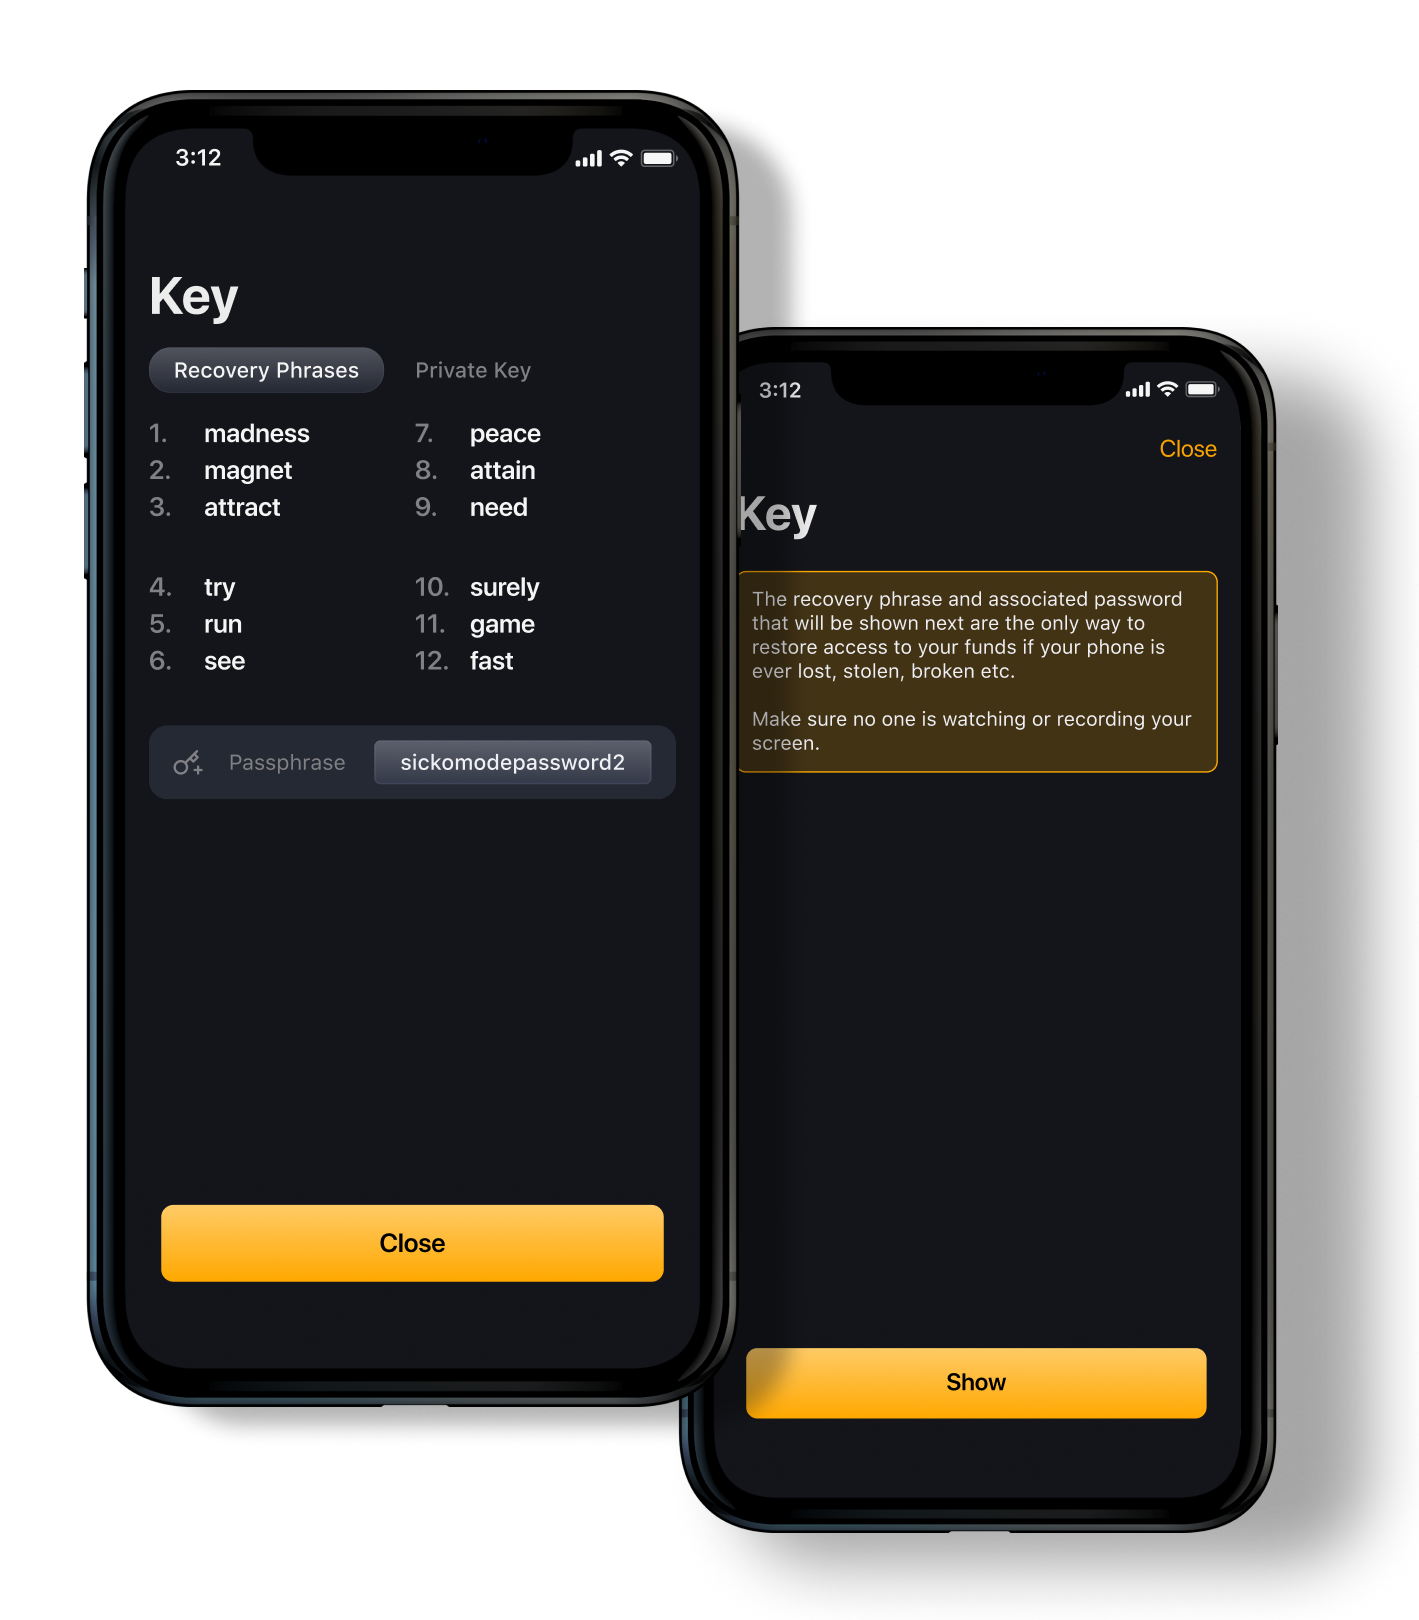 3:12
Key
Recovery Phrases Private Key
1. madness 7. peace
2. magnet 8. attain
3. attract 9. need
4. try 10. surely
5. run 11. game
6. see 12. fast
Passphrase sickomodepassword2
Close
3:12
Close
Key
The recovery phrase and associated password
that will be shown next are the only way to
restore access to your funds if your phone is
ever lost, stolen, broken etc.
Make sure no one is watching or recording your
screen.
Show